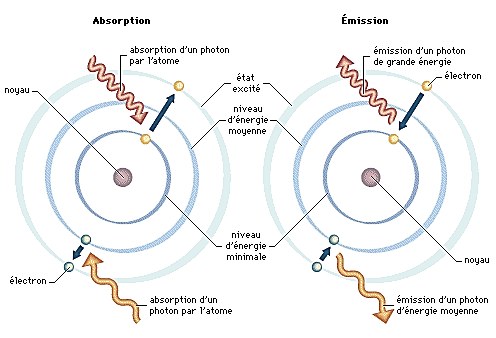 Absorption
absorption d'un photon
par l'atome
noyau
électron
absorption d'un
photon par l'atome
état
excité
niveau
d'énergie
moyenne
niveau
d'énergie
minimale
Émission
émission d'un photon
de grande énergie
électron
noyau
émission d'un photon
d'énergie moyenne